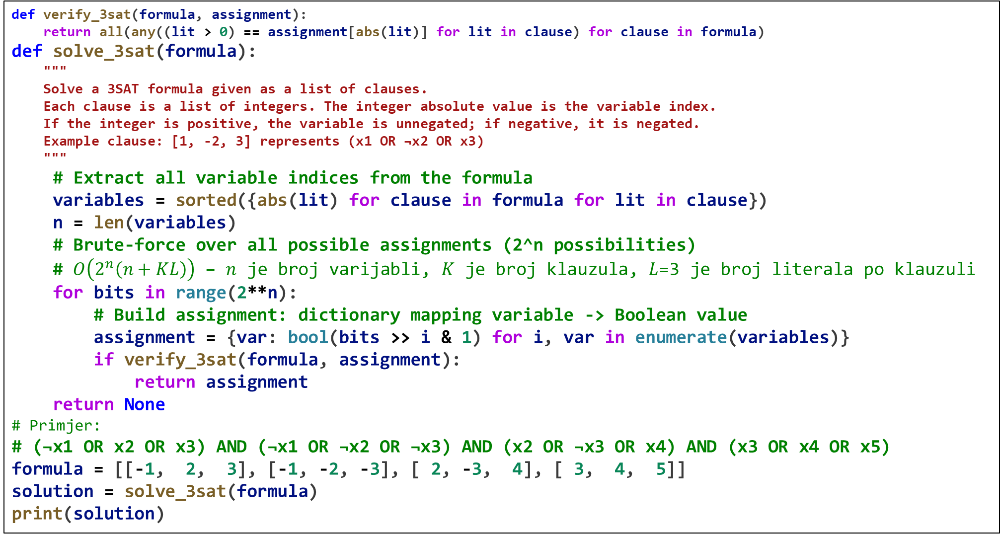 def verify_3sat(formula, assignment):
    return all(any((lit > 0) == assignment[abs(lit)] for lit in clause) for clause in formula)
def solve_3sat(formula):
    """
    Solve a 3SAT formula given as a list of clauses.
    Each clause is a list of integers. The integer absolute value is the variable index.
    If the integer is positive, the variable is unnegated; if negative, it is negated.
    Example clause: [1, -2, 3] represents (x1 OR ¬x2 OR x3)
    """
    # Extract all variable indices from the formula
    variables = sorted({abs(lit) for clause in formula for lit in clause})
    n = len(variables)
    # Brute-force over all possible assignments (2^n possibilities)
    # O(2ⁿ(n + KL)) – n je broj varijabli, K je broj klauzula, L=3 je broj literala po klauzuli
    for bits in range(2**n):
        # Build assignment: dictionary mapping variable -> Boolean value
        assignment = {var: bool(bits >> i & 1) for i, var in enumerate(variables)}
        if verify_3sat(formula, assignment):
            return assignment
    return None
# Primjer:
# (¬x1 OR x2 OR x3) AND (¬x1 OR ¬x2 OR ¬x3) AND (x2 OR ¬x3 OR x4) AND (x3 OR x4 OR x5)
formula = [[-1,  2,  3], [-1, -2, -3], [ 2, -3,  4], [ 3,  4,  5]]
solution = solve_3sat(formula)
print(solution)